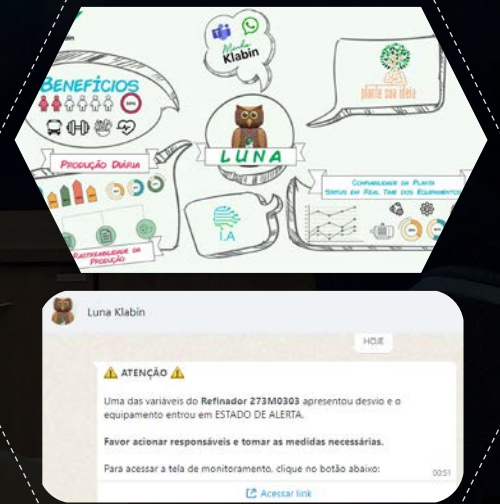 Minha
Klabin
plante sua ideia
BENEFÍCIOS
LUNA
PRODUÇÃO DIÁRIA
CONFIABILIDADE DA PLANTA
STATUS EM REAL TIME DOS EQUIPAMENTOS
I.A
RASTREABILIDADE DA
PRODUÇÃO
Luna Klabin
HOJE
⚠ ATENÇÃO ⚠
Uma das variáveis do Refinador 273M0303 apresentou desvio e o
equipamento entrou em ESTADO DE ALERTA.
Favor acionar responsáveis e tomar as medidas necessárias.
Para acessar a tela de monitoramento, clique no botão abaixo:
00:51
Acessar link